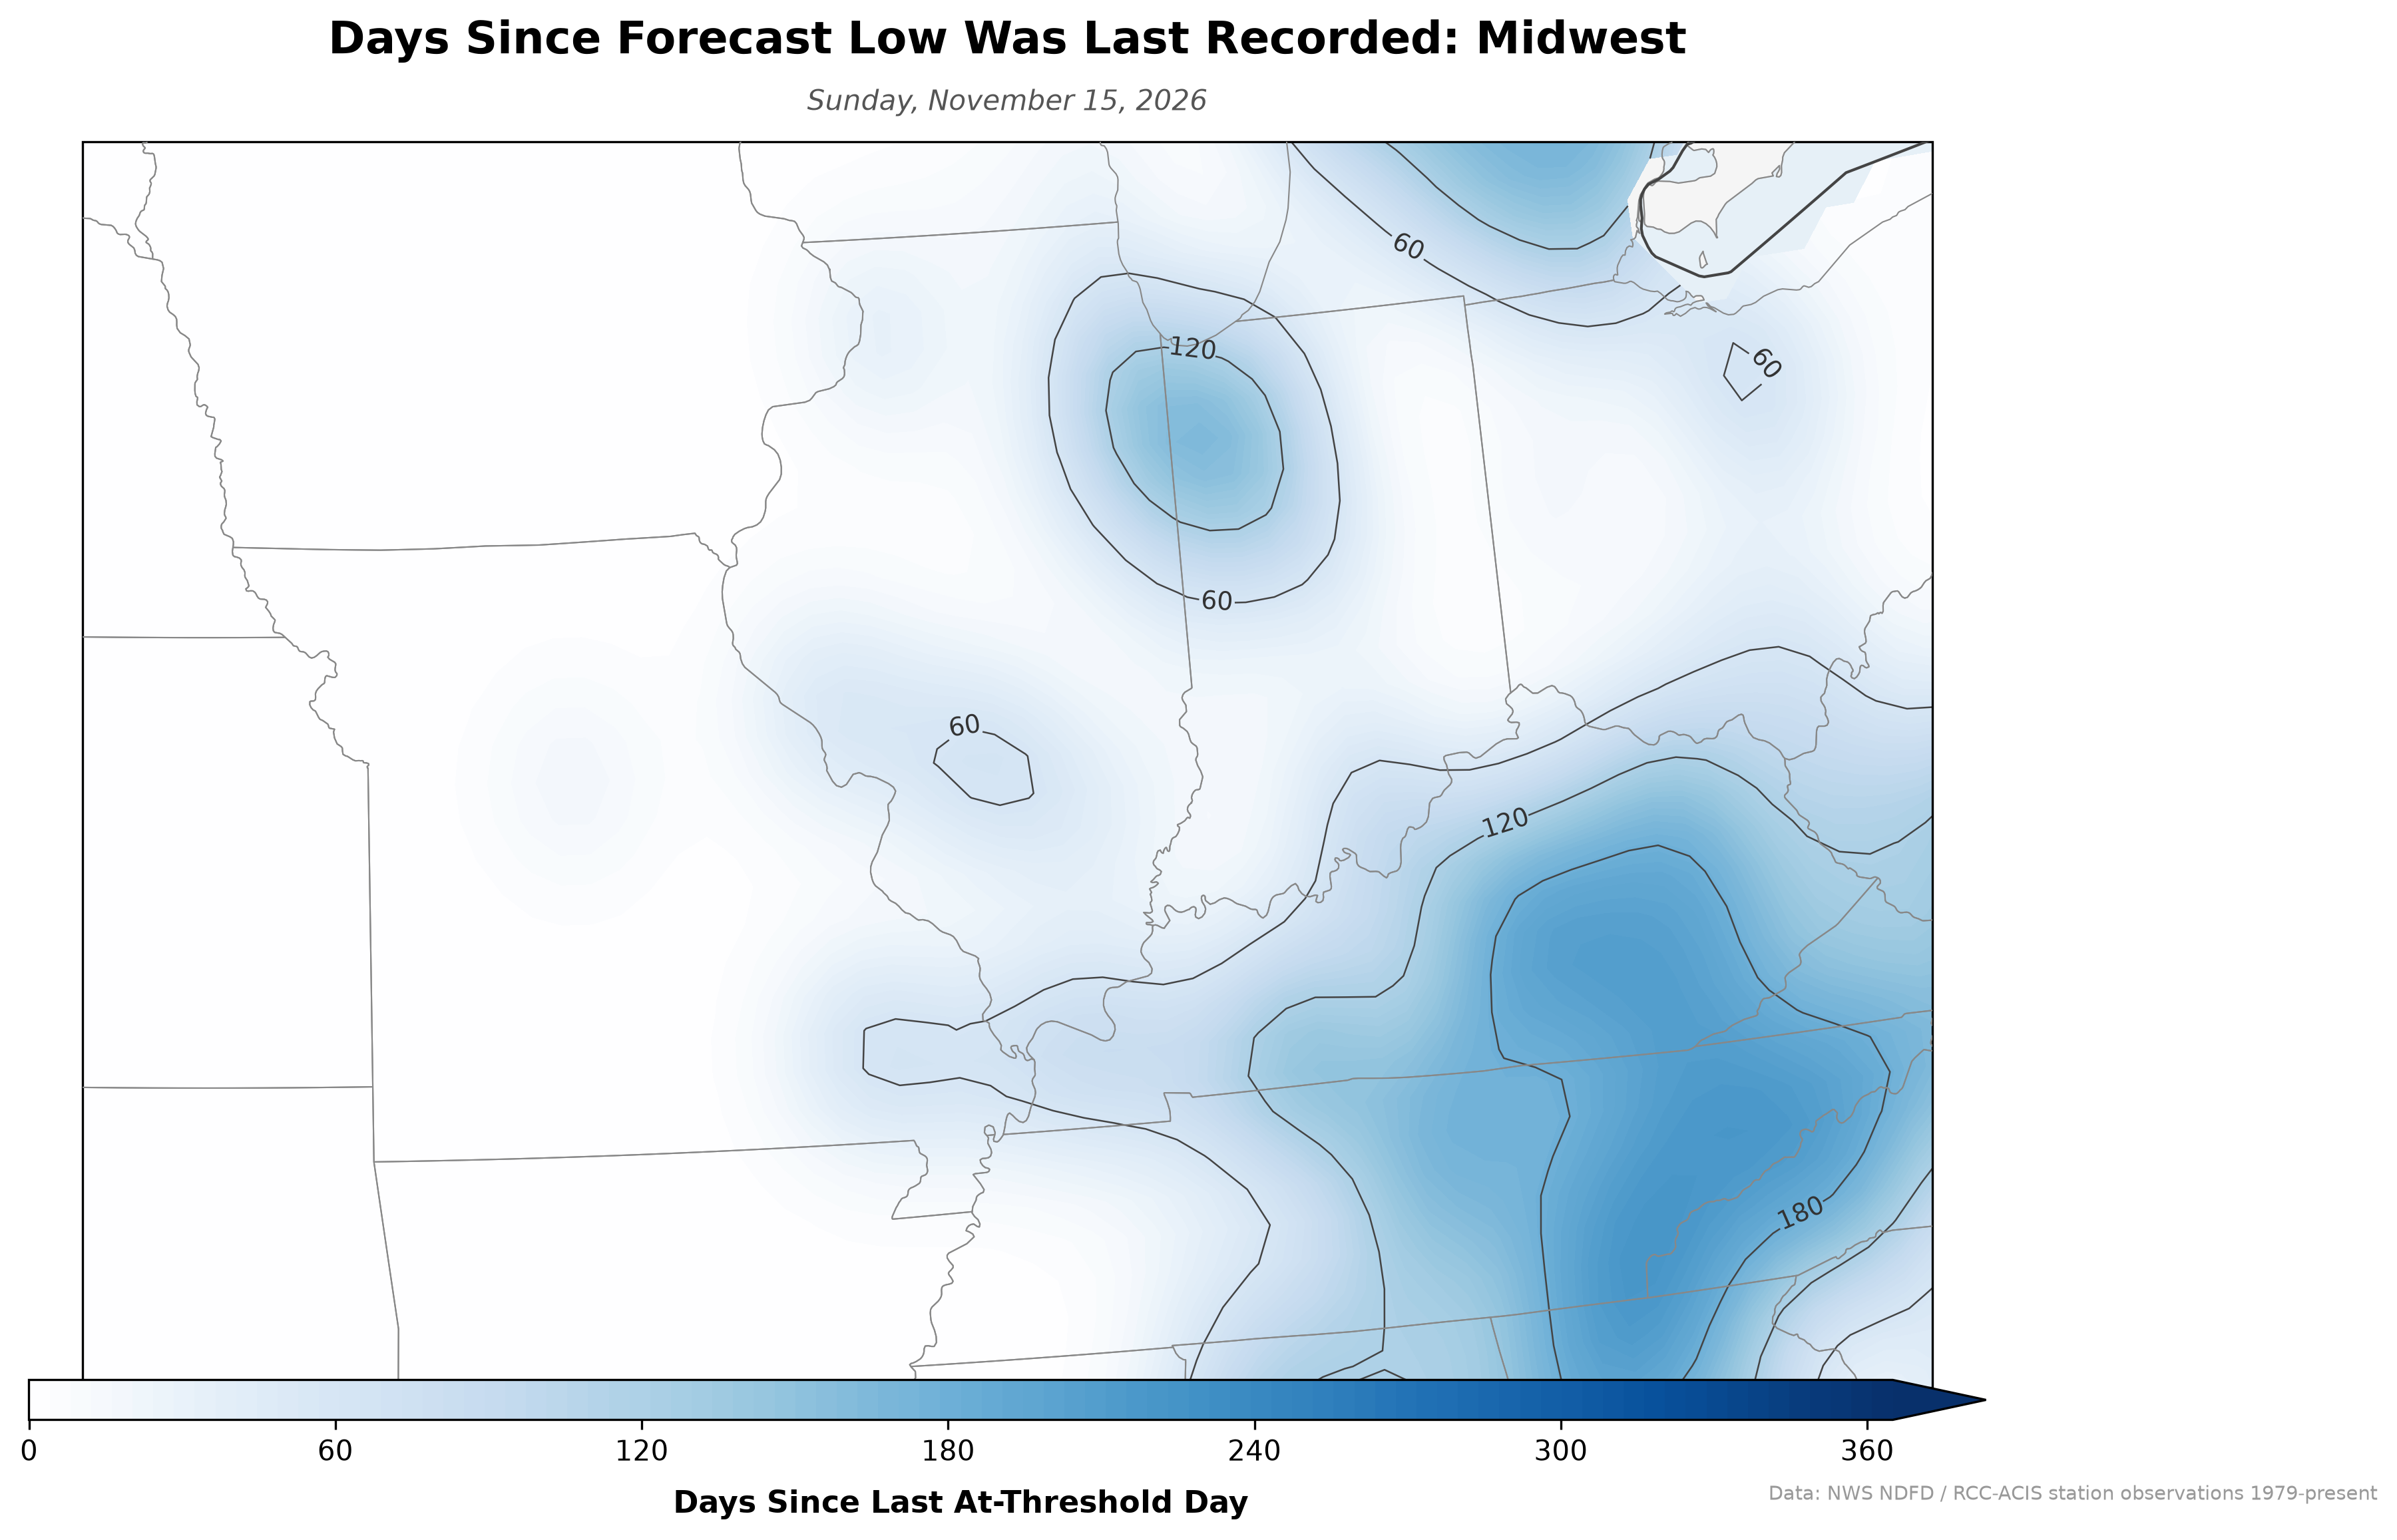 Days Since Forecast Low Was Last Recorded: Midwest
Sunday, November 15, 2026
60
120
60
60
60
120
180
0 60 120 180 240 300 360
Days Since Last At-Threshold Day
Data: NWS NDFD / RCC-ACIS station observations 1979-present